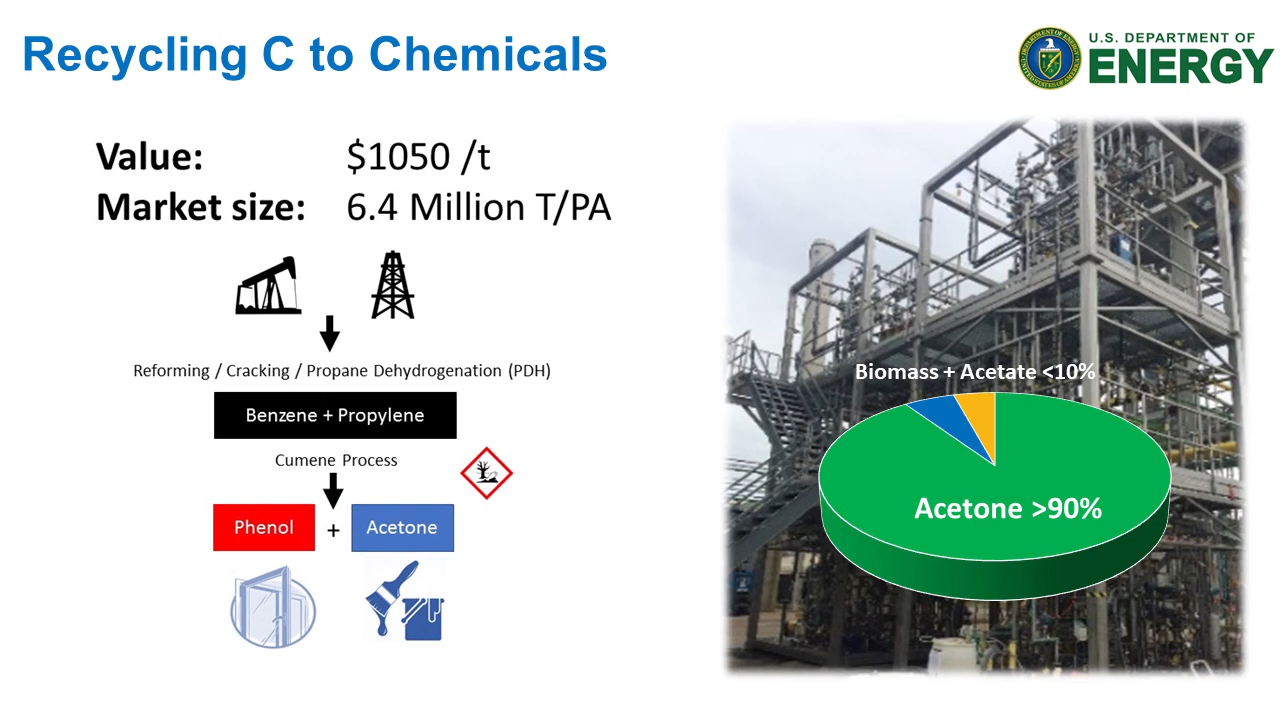 Recycling C to Chemicals
U.S. DEPARTMENT OF
ENERGY
Value: $1050 /t
Market size: 6.4 Million T/PA
Reforming / Cracking / Propane Dehydrogenation (PDH)
Benzene + Propylene
Cumene Process
Phenol + Acetone
Biomass + Acetate <10%
Acetone >90%